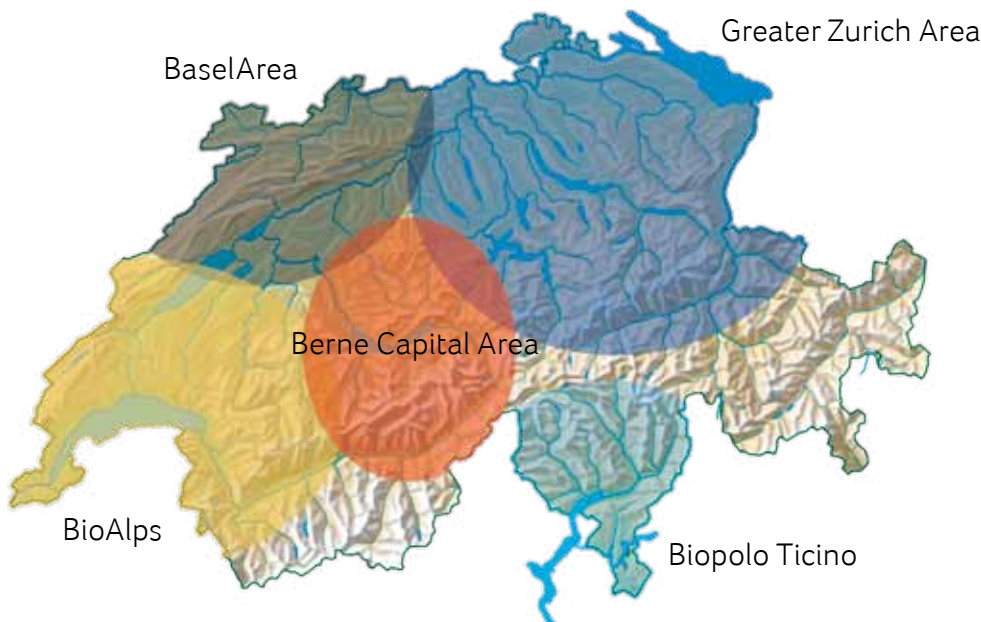 Greater Zurich Area
BaselArea
Berne Capital Area
BioAlps
Biopolo Ticino